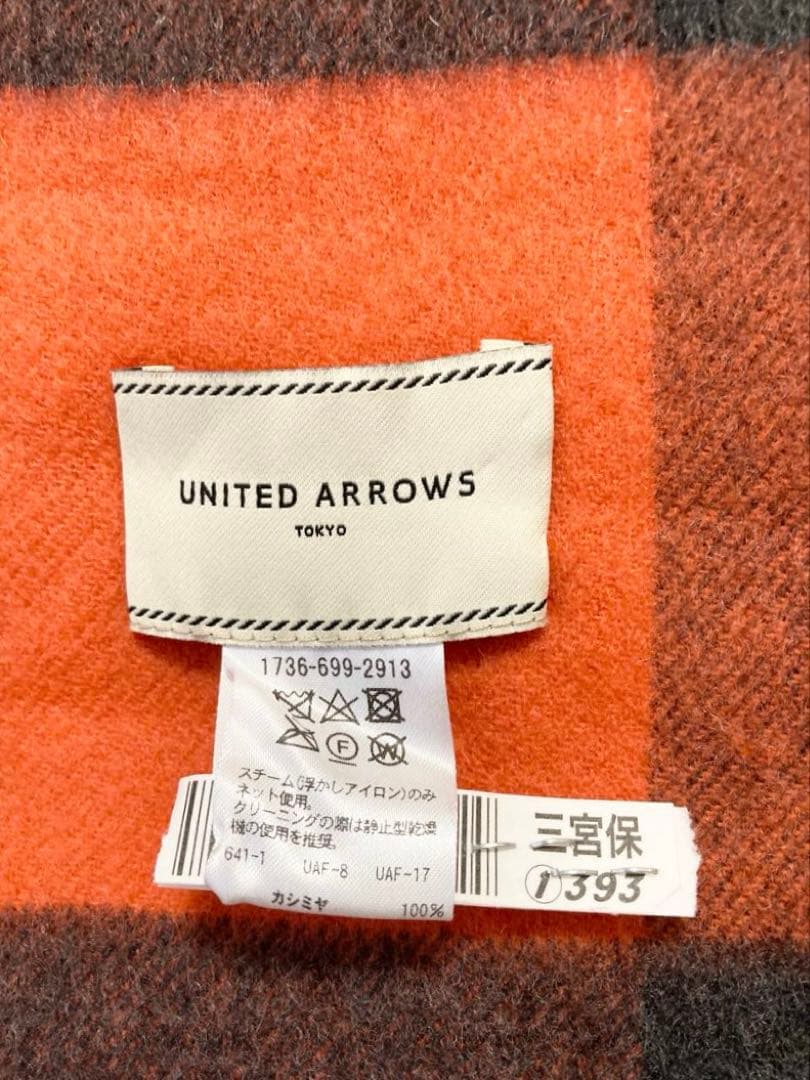 UNITED ARROWS
TOKYO
1736-699-2913
F W
スチーム(浮かしアイロン)のみ
ネット使用。
クリーニングの際は静止型乾燥
機の使用を推奨。
641-1 UAF-8 UAF-17
カシミヤ 100%
三宮保
①393